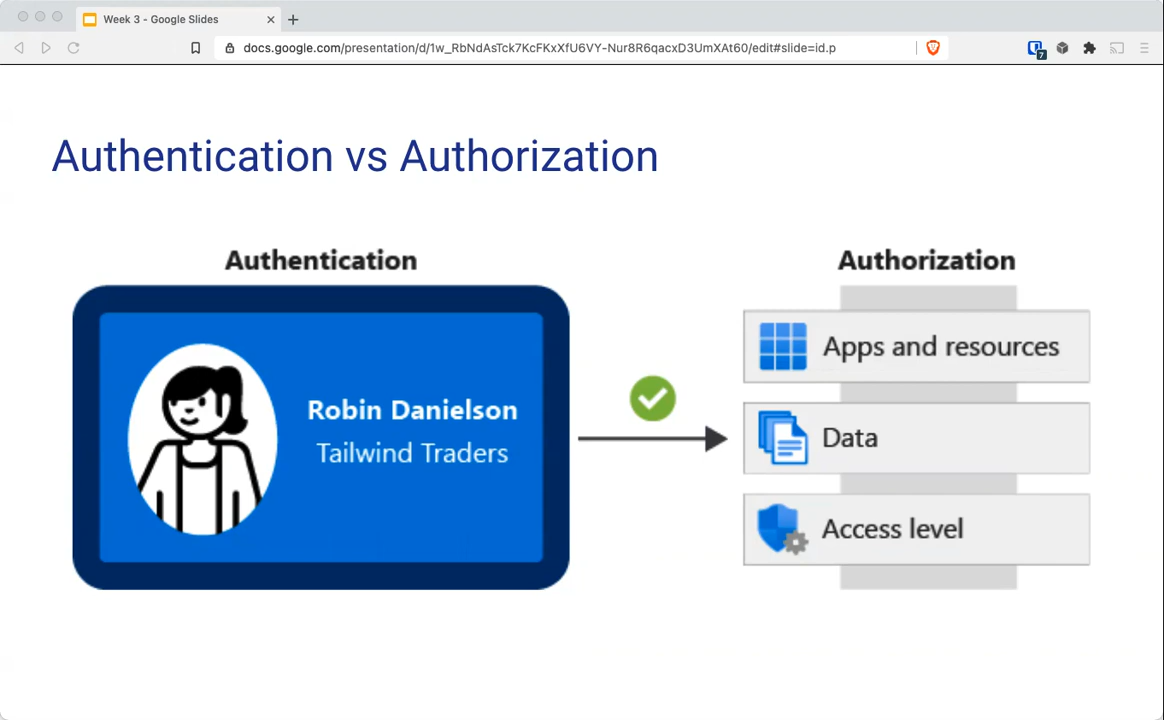 Week 3 - Google Slides
docs.google.com/presentation/d/1w_RbNdAsTck7KcFKxXfU6VY-Nur8R6qacxD3UmXAt60/edit#slide=id.p
7
Authentication vs Authorization
Authentication
Authorization
Robin Danielson
Tailwind Traders
Apps and resources
Data
Access level